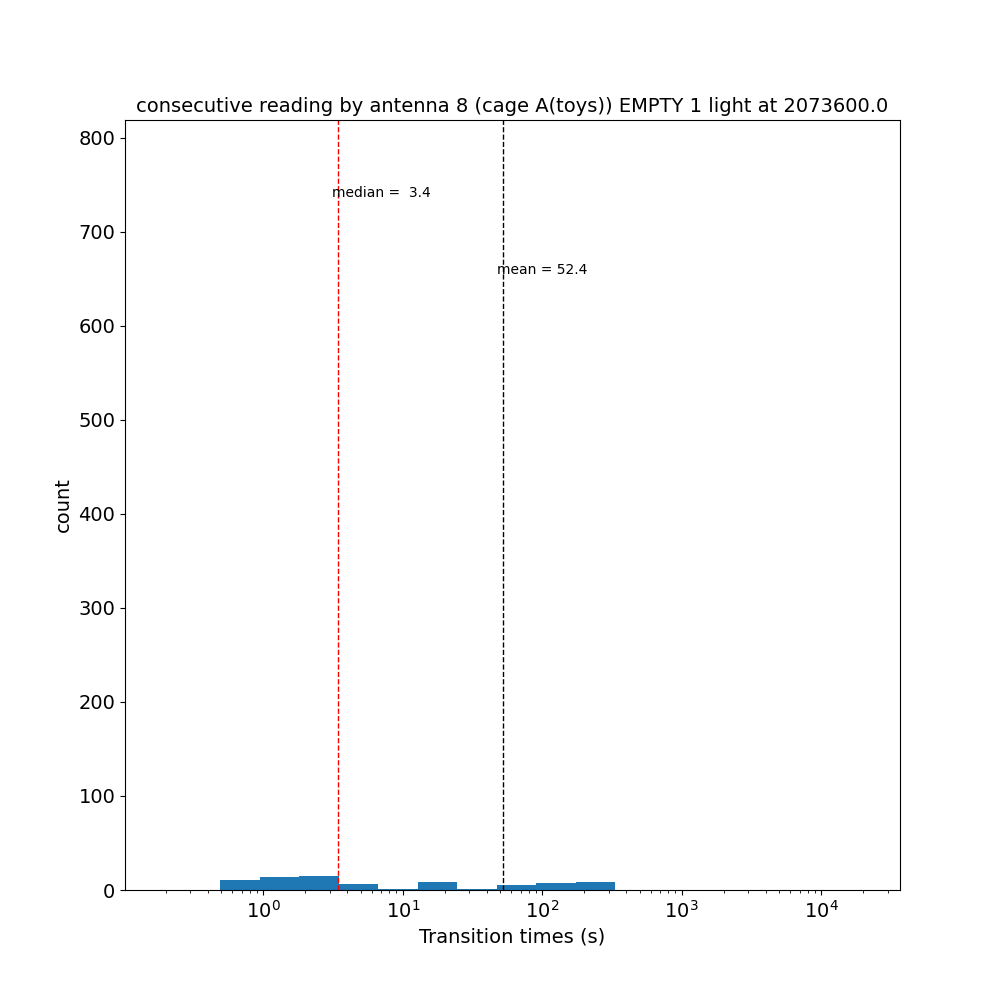 consecutive reading by antenna 8 (cage A(toys)) EMPTY 1 light at 2073600.0
800
median =  3.4
700
mean = 52.4
600
500
count
400
300
200
100
0
10^0 10^1 10^2 10^3 10^4
Transition times (s)